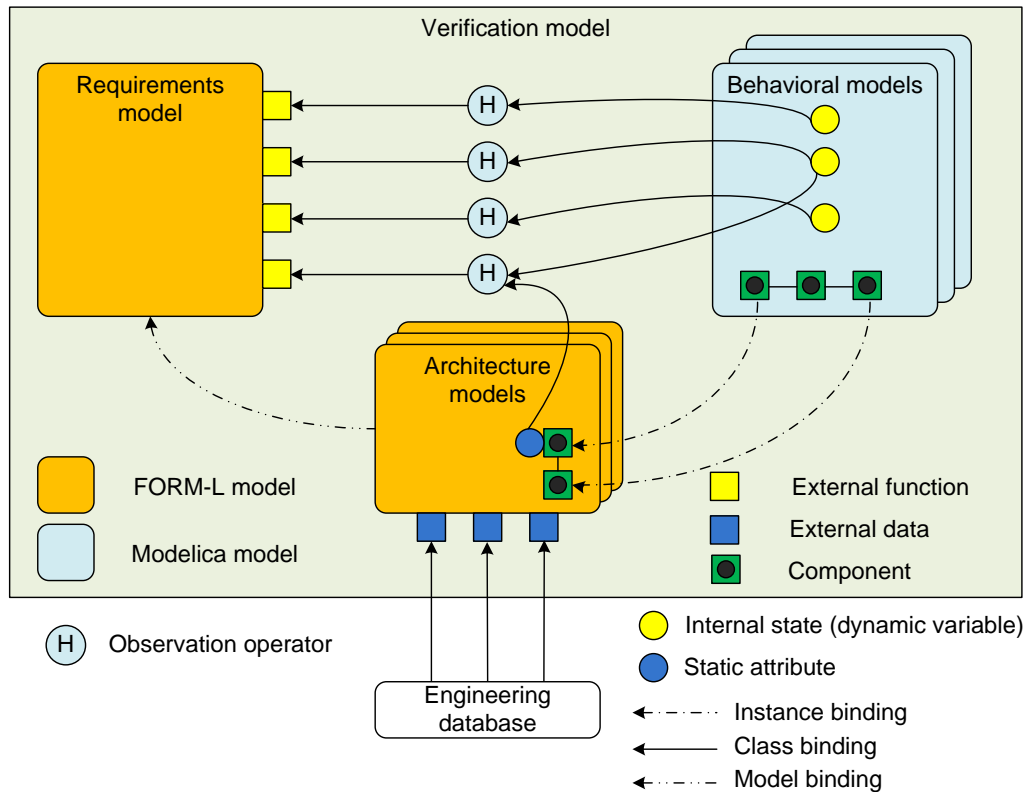 Verification model
Requirements
model
Behavioral models
H
H
H
H
Architecture
models
FORM-L model
Modelica model
External function
External data
Component
H
Observation operator
Internal state (dynamic variable)
Static attribute
Engineering
database
Instance binding
Class binding
Model binding